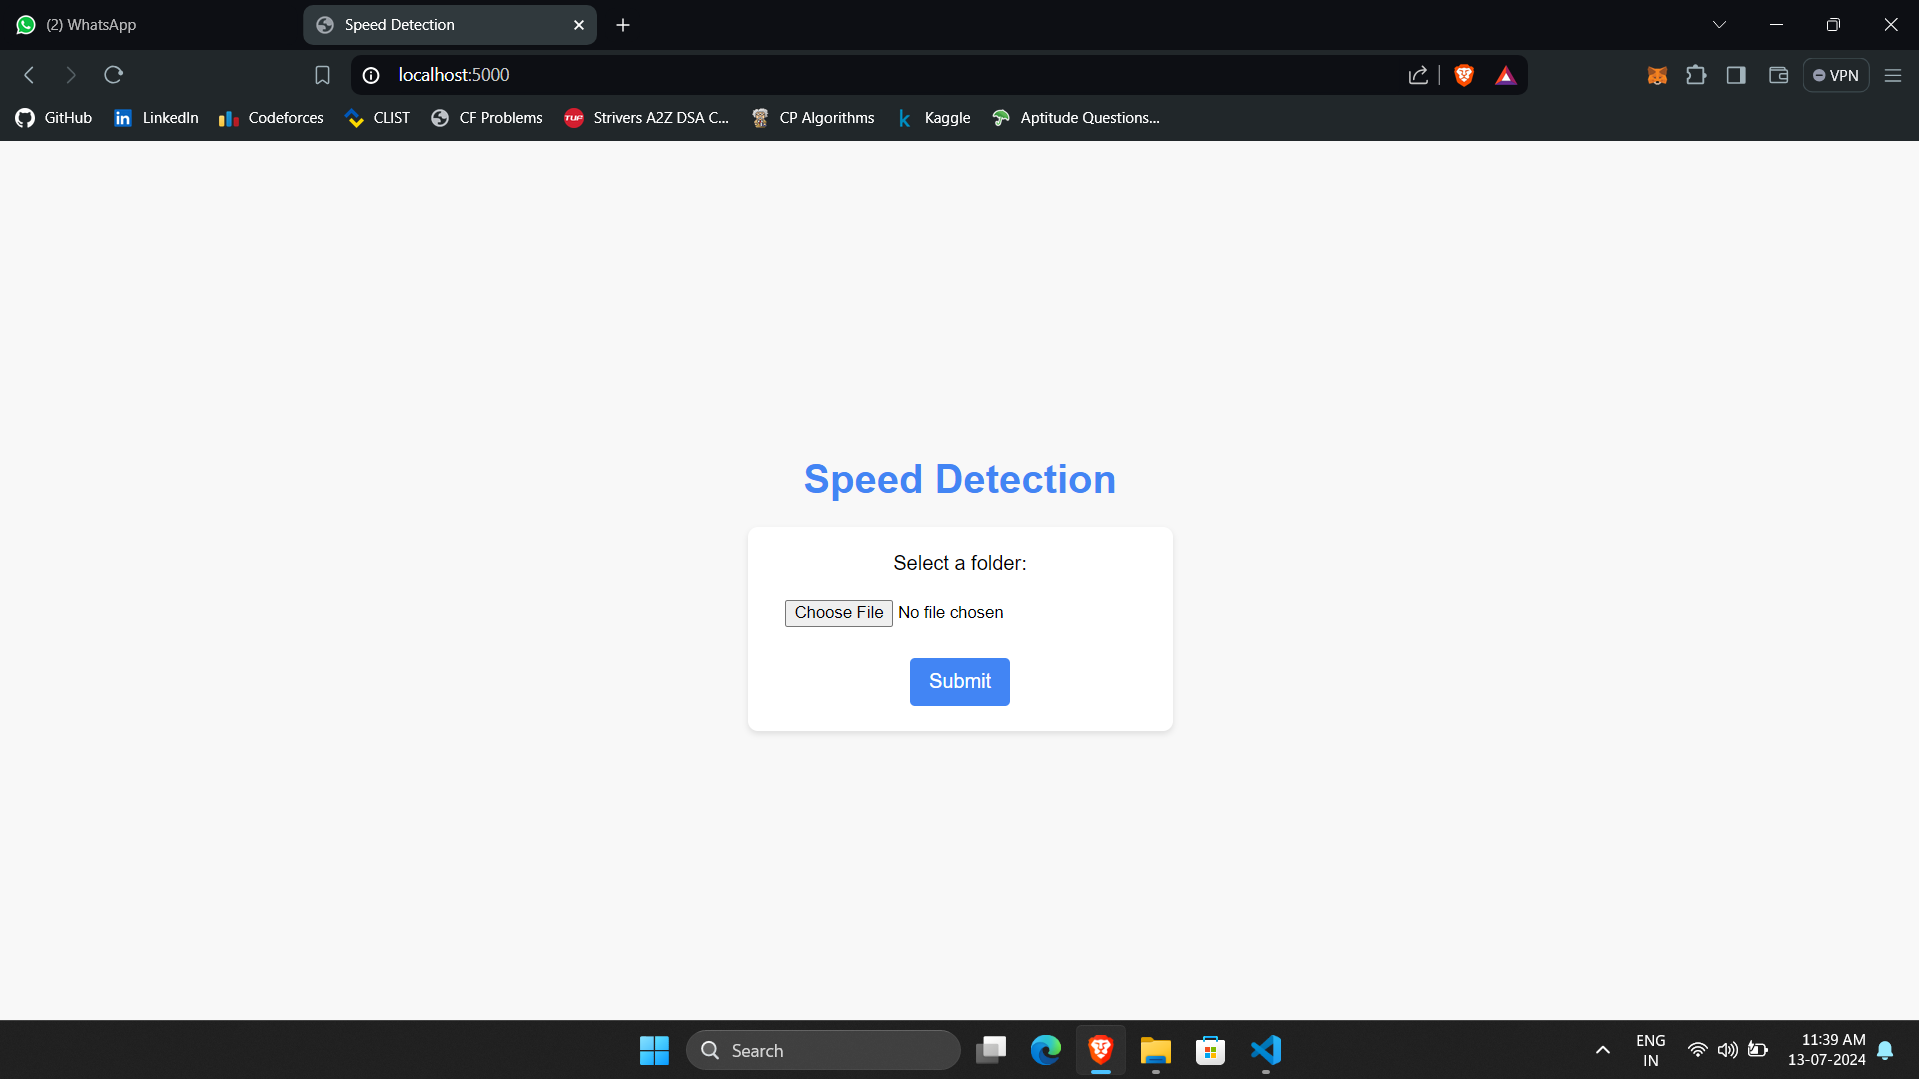 (2) WhatsApp
Speed Detection
localhost:5000
VPN
GitHub
LinkedIn
Codeforces
CLIST
CF Problems
TUF
Strivers A2Z DSA C...
CP Algorithms
Kaggle
Aptitude Questions...
Speed Detection
Select a folder:
Choose File No file chosen
Submit
Search
ENG
IN
11:39 AM
13-07-2024